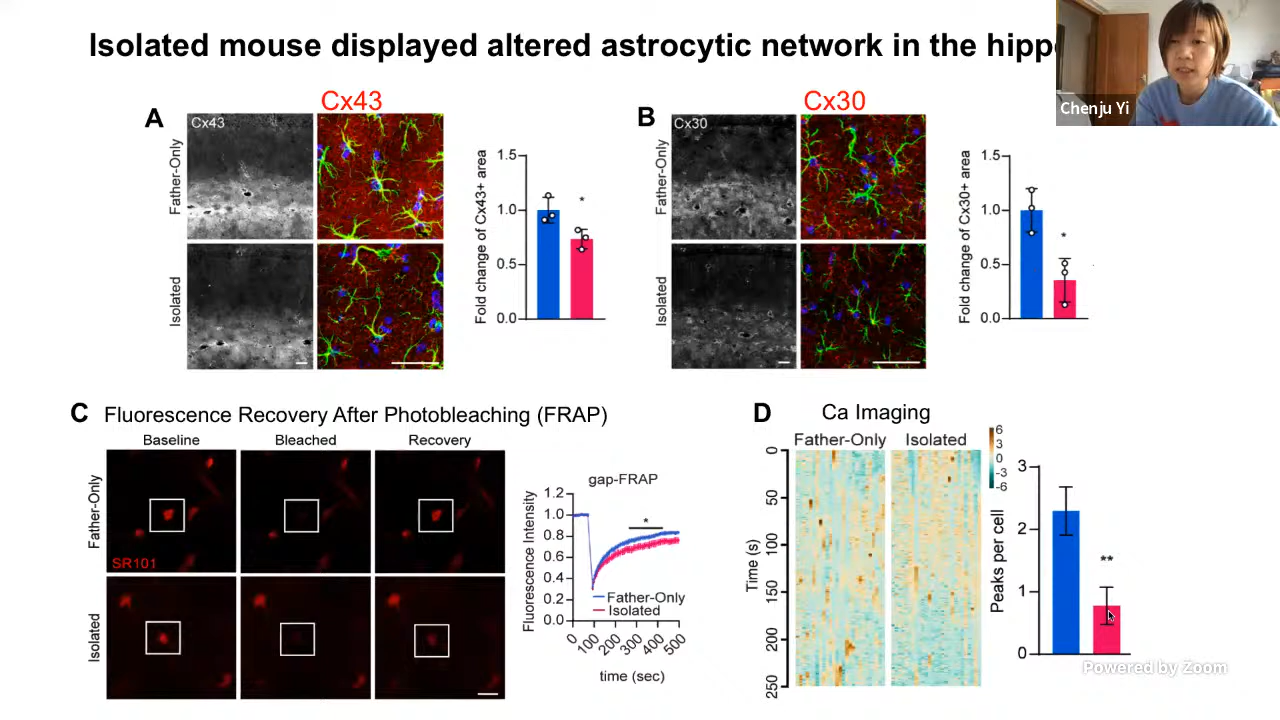 Isolated mouse displayed altered astrocytic network in the hipp
Chenju Yi
A
Cx43
Cx43
Father-Only
Isolated
Fold change of Cx43+ area
1.5
1.0
0.5
0.0
*
B
Cx30
Cx30
Father-Only
Isolated
Fold change of Cx30+ area
1.5
1.0
0.5
0.0
*
C Fluorescence Recovery After Photobleaching (FRAP)
Baseline Bleached Recovery
Father-Only
SR101
Isolated
gap-FRAP
Fluorescence Intensity
1.2
1.0
0.8
0.6
0.4
0.2
0.0
*
Father-Only
Isolated
0 100 200 300 400 500
time (sec)
D Ca Imaging
Father-Only Isolated
6
3
0
-3
-6
Time (s)
0
50
100
150
200
250
Peaks per cell
3
2
1
0
**
Powered by Zoom